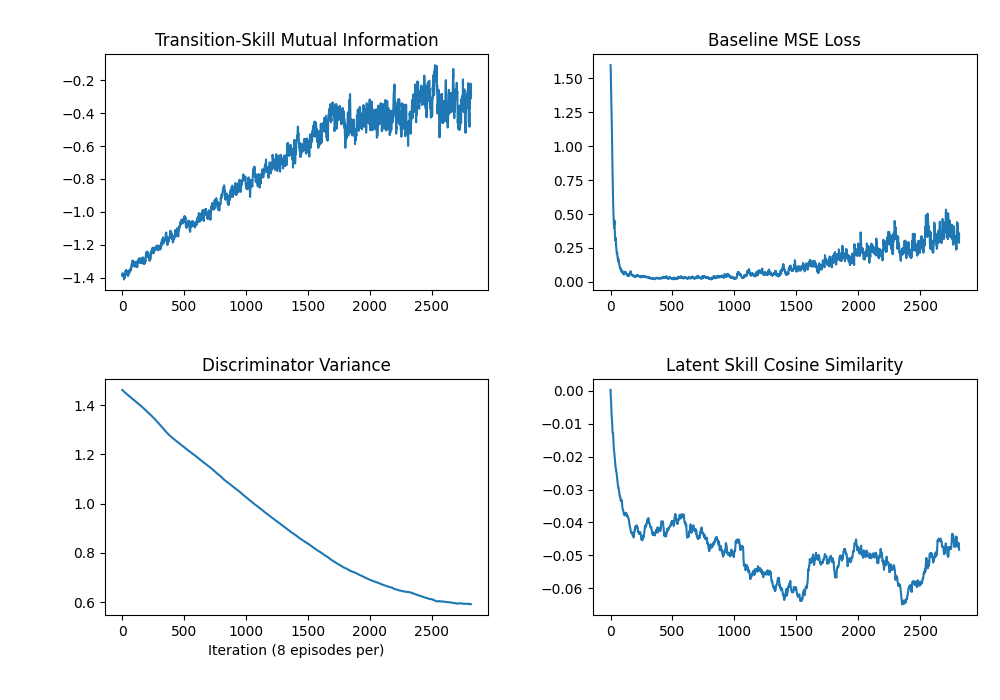 Transition-Skill Mutual Information
−0.2
−0.4
−0.6
−0.8
−1.0
−1.2
−1.4
0 500 1000 1500 2000 2500
Baseline MSE Loss
1.50
1.25
1.00
0.75
0.50
0.25
0.00
0 500 1000 1500 2000 2500
Discriminator Variance
1.4
1.2
1.0
0.8
0.6
0 500 1000 1500 2000 2500
Iteration (8 episodes per)
Latent Skill Cosine Similarity
0.00
−0.01
−0.02
−0.03
−0.04
−0.05
−0.06
0 500 1000 1500 2000 2500